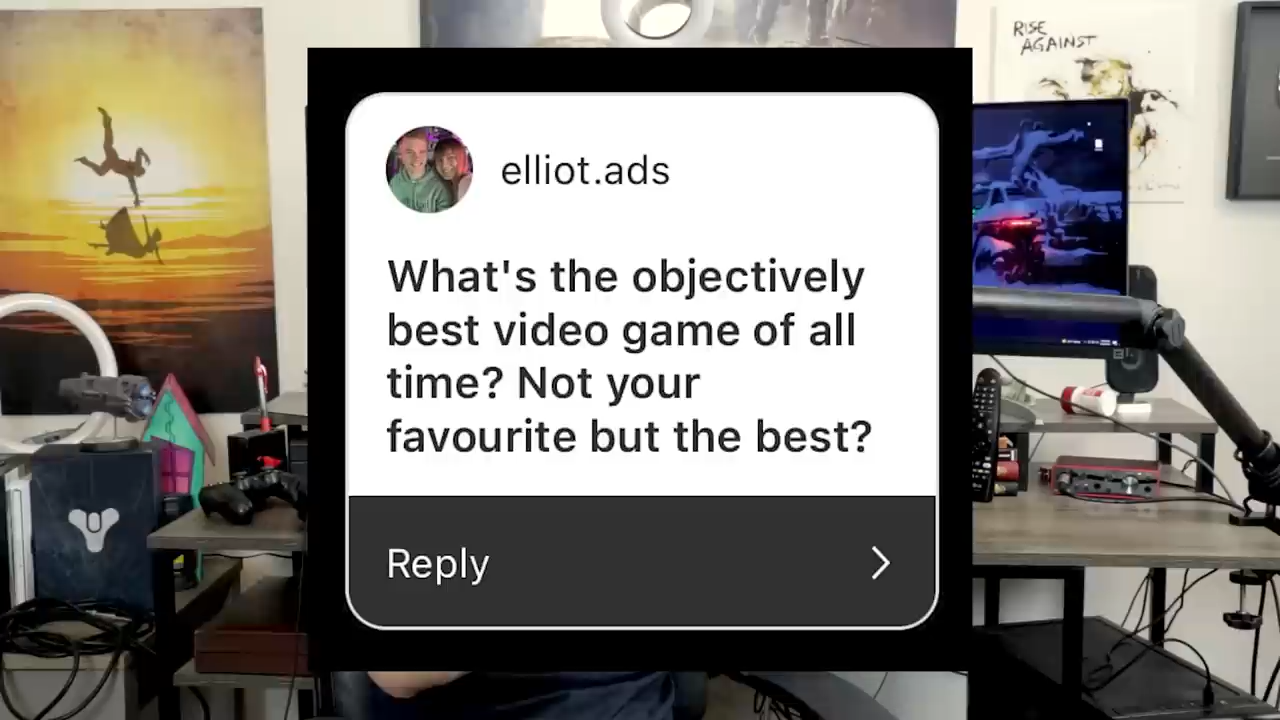 RISE
AGAINST
elliot.ads
What's the objectively
best video game of all
time? Not your
favourite but the best?
Reply